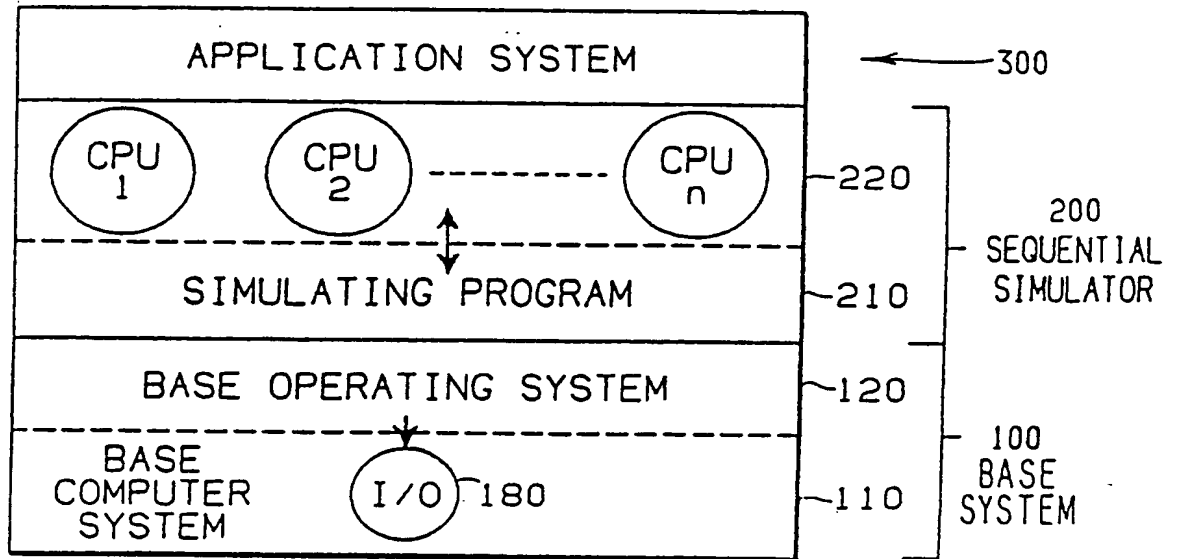 APPLICATION SYSTEM
300
CPU
1
CPU
2
CPU
n
220
200
SEQUENTIAL
SIMULATOR
SIMULATING PROGRAM
210
BASE OPERATING SYSTEM
120
BASE
COMPUTER
SYSTEM
I/O
180
110
100
BASE
SYSTEM